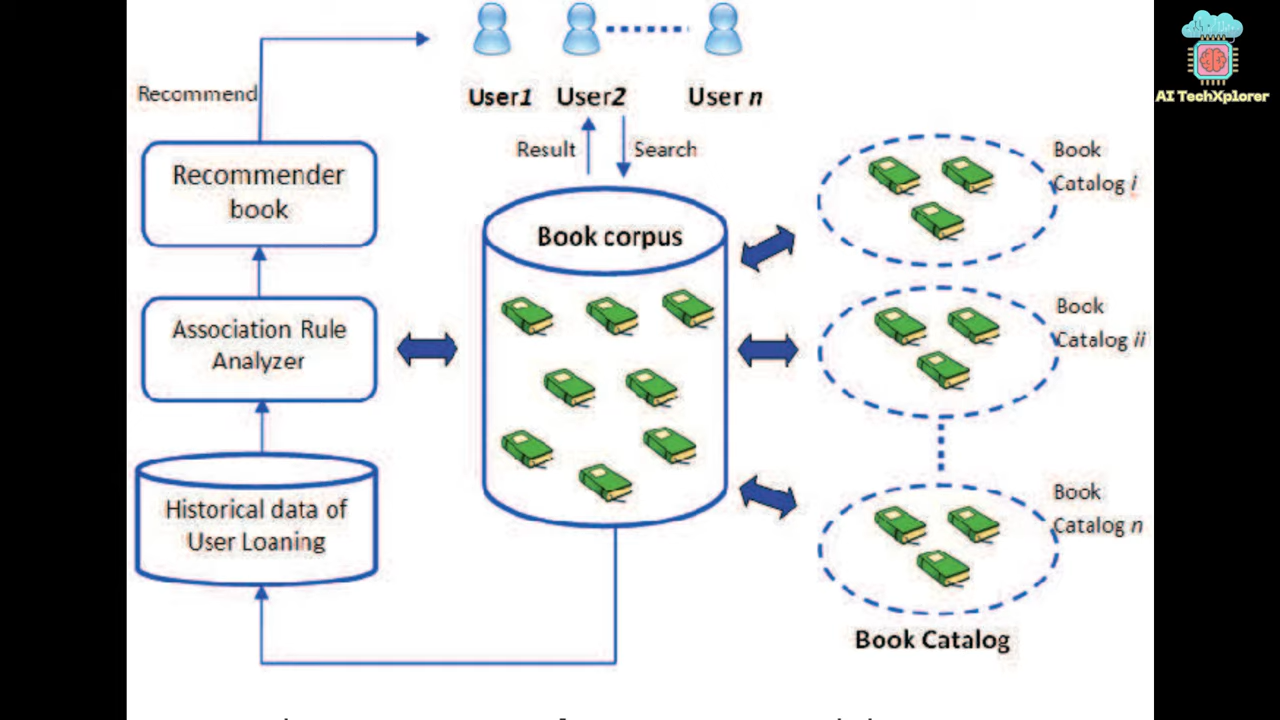 AI TechXplorer
User1 User2 User n
Recommend
Result Search
Recommender
book
Association Rule
Analyzer
Historical data of
User Loaning
Book corpus
Book
Catalog i
Book
Catalog ii
Book
Catalog n
Book Catalog